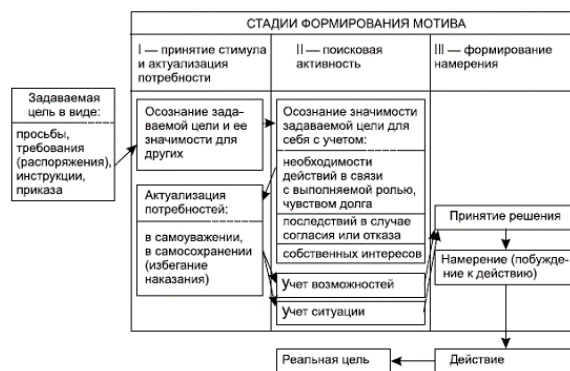 СТАДИИ ФОРМИРОВАНИЯ МОТИВА
I — принятие стимула
и актуализация
потребности
II — поисковая
активность
III — формирование
намерения
Задаваемая
цель в виде:
просьбы,
требования
(распоряжения),
инструкции,
приказа
Осознание зада-
ваемой цели и ее
значимости для
других
Актуализация
потребностей:
в самоуважении,
в самосохранении
(избегание
наказания)
Осознание значимости
задаваемой цели для
себя с учетом:
необходимости
действий в связи
с выполняемой ролью,
чувством долга
последствий в случае
согласия или отказа
собственных интересов
Учет возможностей
Учет ситуации
Принятие решения
Намерение (побужде-
ние к действию)
Действие
Реальная цель